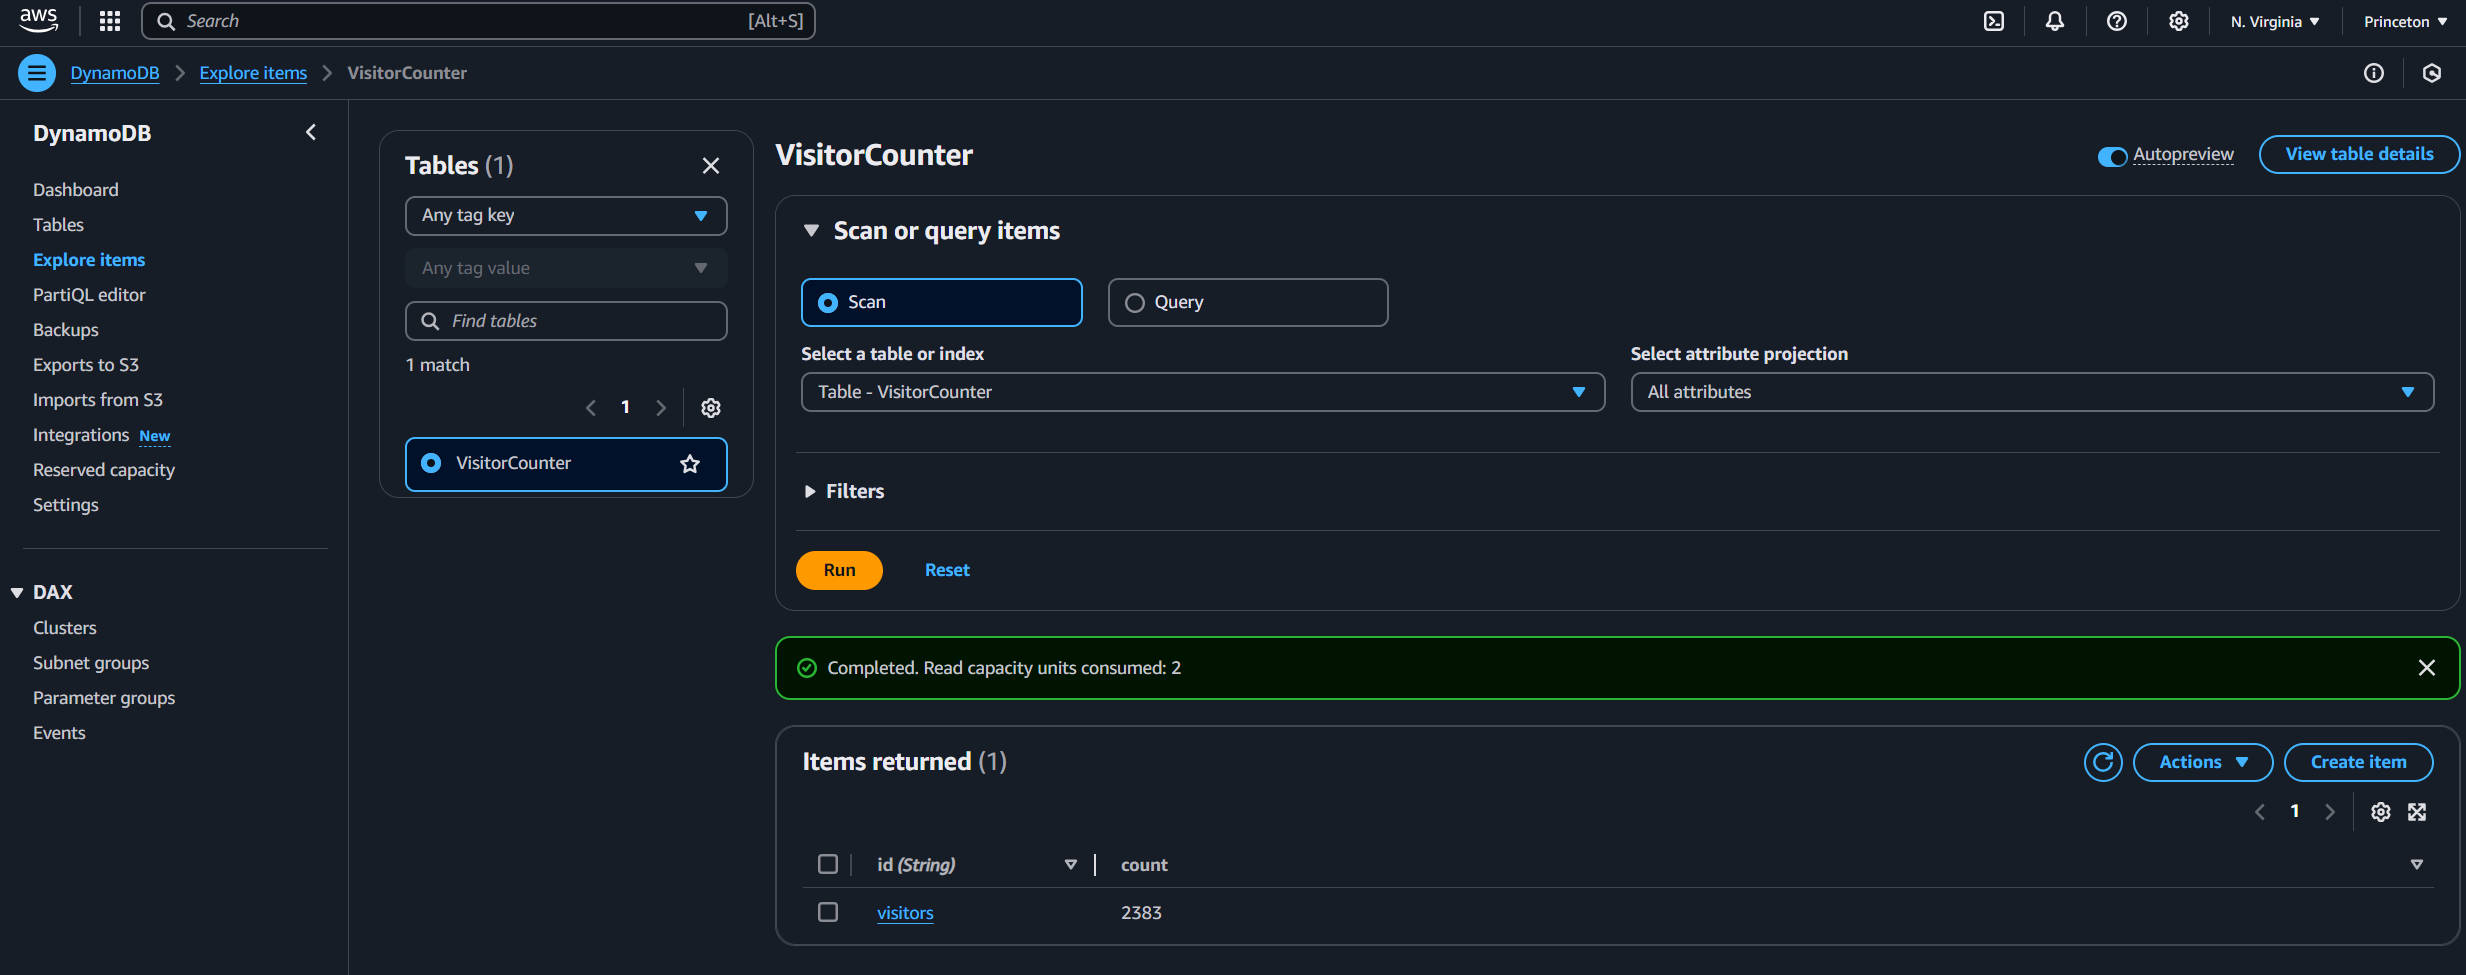 aws
Search [Alt+S]
N. Virginia
Princeton
DynamoDB
Explore items
VisitorCounter
DynamoDB
Dashboard
Tables
Explore items
PartiQL editor
Backups
Exports to S3
Imports from S3
Integrations New
Reserved capacity
Settings
DAX
Clusters
Subnet groups
Parameter groups
Events
Tables (1)
Any tag key
Any tag value
Find tables
1 match
1
VisitorCounter
VisitorCounter
Autopreview
View table details
Scan or query items
Scan
Query
Select a table or index
Table - VisitorCounter
Select attribute projection
All attributes
Filters
Run
Reset
Completed. Read capacity units consumed: 2
Items returned (1)
Actions
Create item
1
id (String)
count
visitors
2383